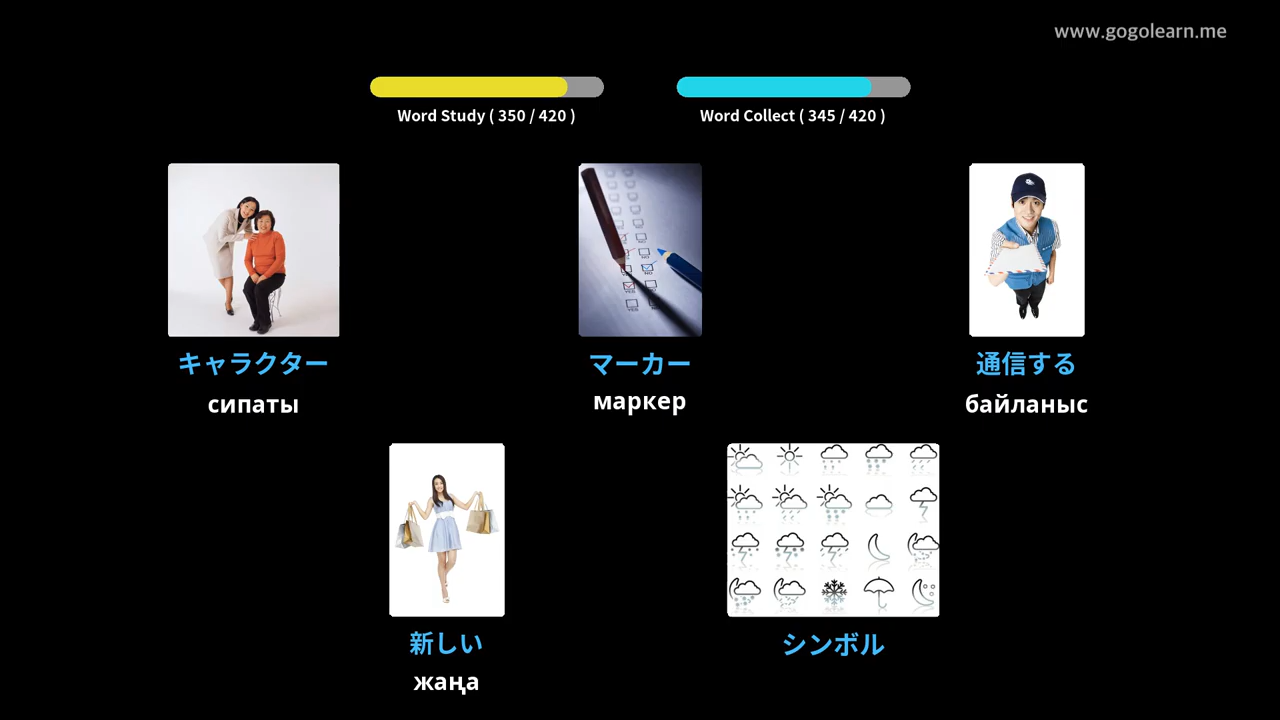 www.gogolearn.me
Word Study ( 350 / 420 )
Word Collect ( 345 / 420 )
キャラクター
сипаты
マーカー
маркер
通信する
байланыс
新しい
жаңа
シンボル